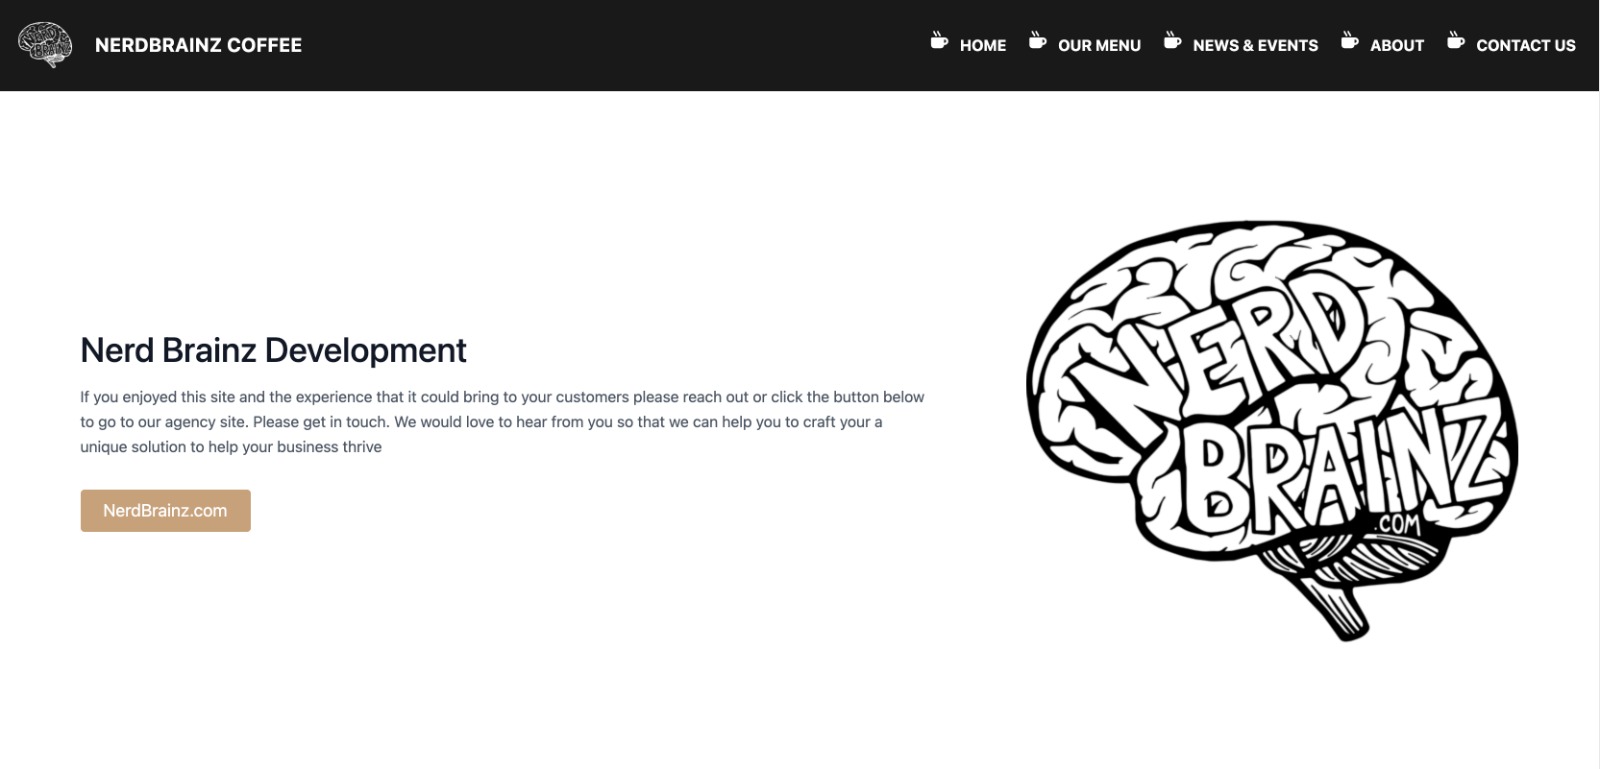 NERD BRAINZ
NERDBRAINZ COFFEE
HOME
OUR MENU
NEWS & EVENTS
ABOUT
CONTACT US
Nerd Brainz Development
If you enjoyed this site and the experience that it could bring to your customers please reach out or click the button below
to go to our agency site. Please get in touch. We would love to hear from you so that we can help you to craft your a
unique solution to help your business thrive
NerdBrainz.com
NERD
BRAINZ
.COM